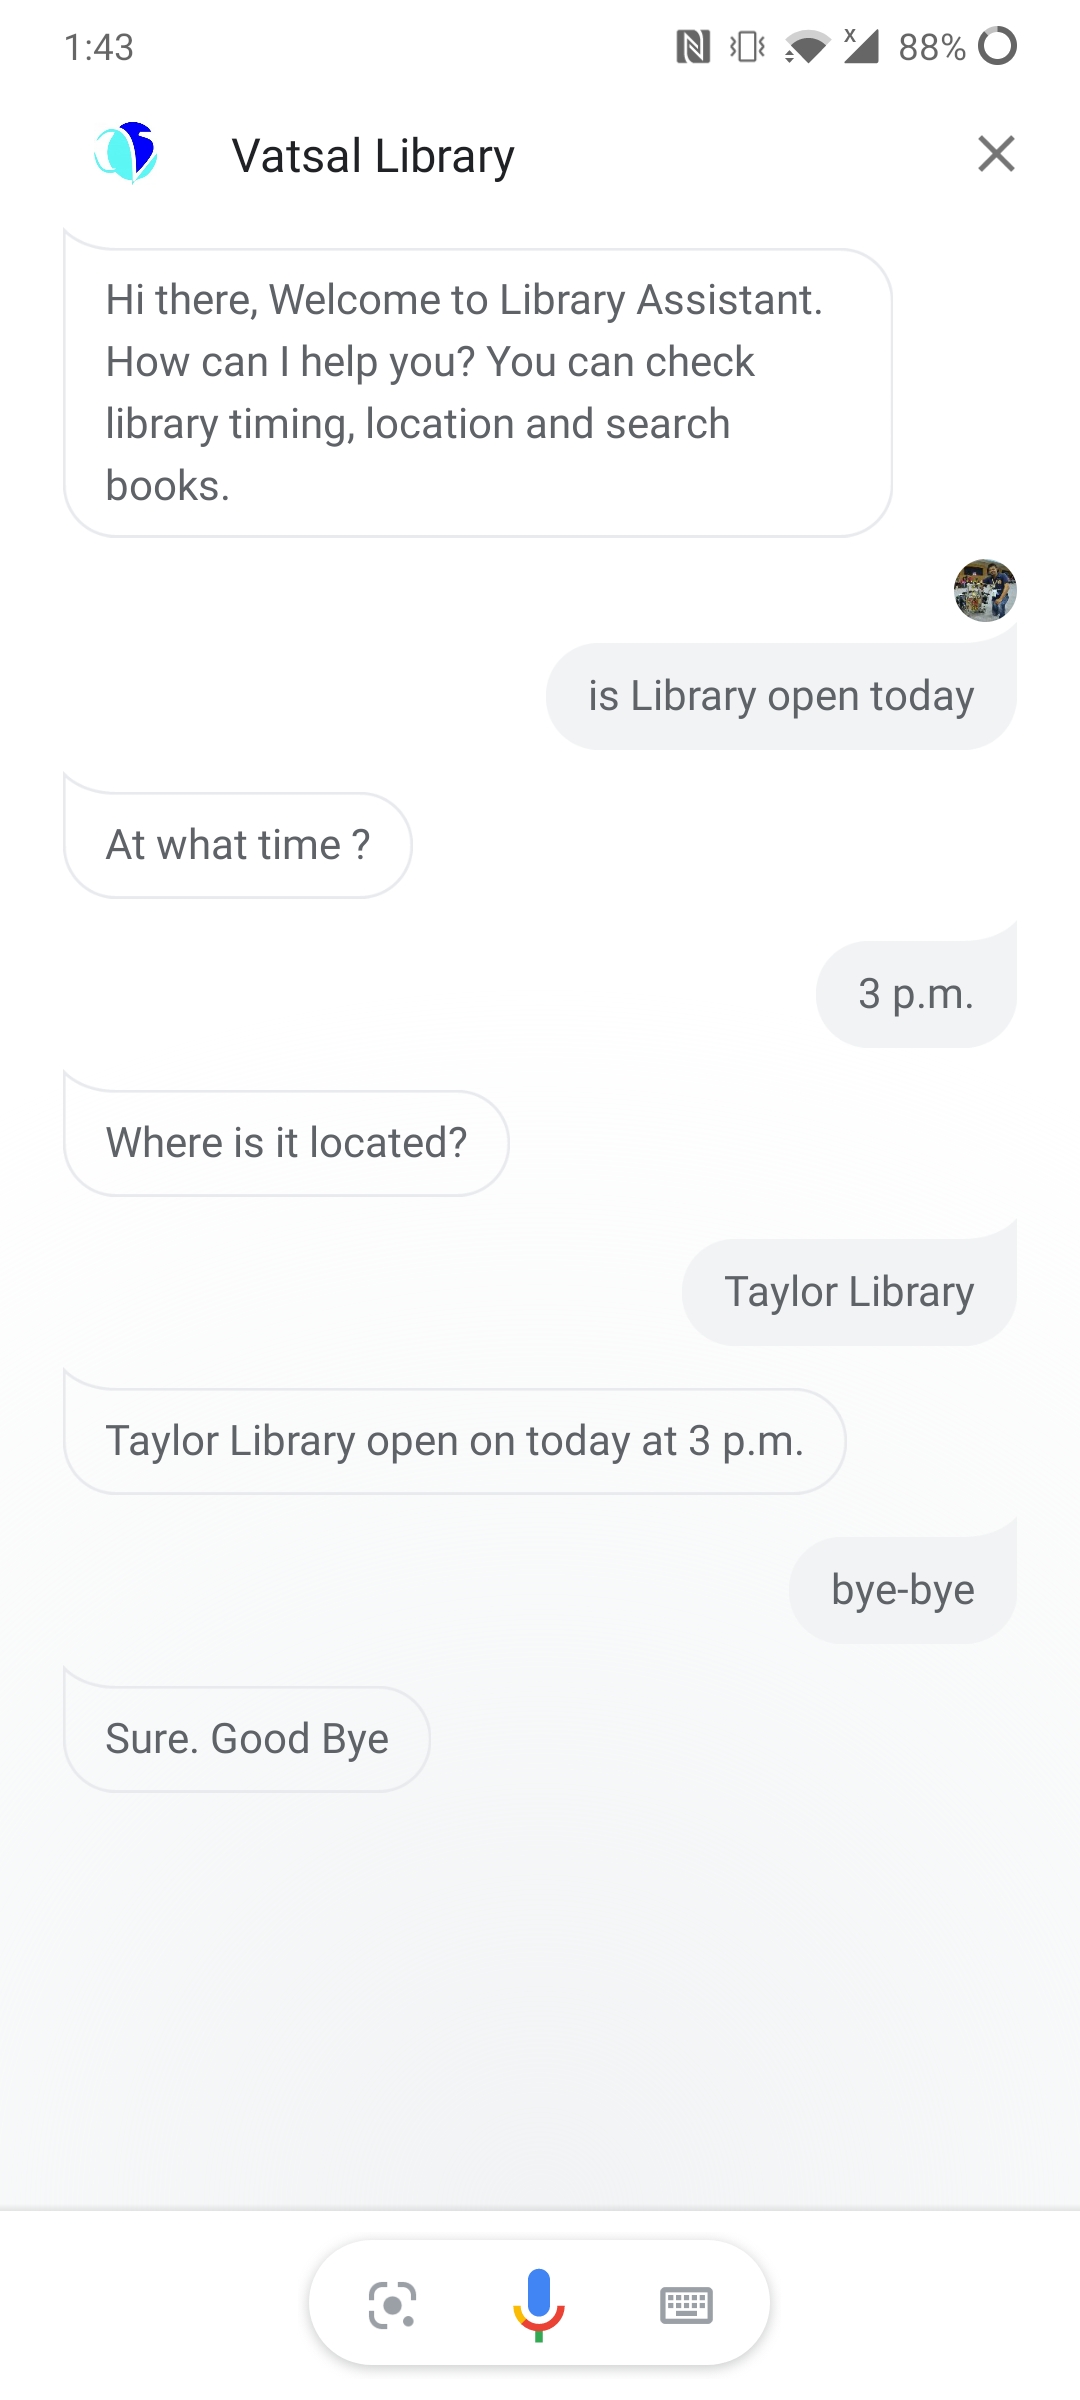 1:43
x
88%
Vatsal Library
Hi there, Welcome to Library Assistant.
How can I help you? You can check
library timing, location and search
books.
is Library open today
At what time ?
3 p.m.
Where is it located?
Taylor Library
Taylor Library open on today at 3 p.m.
bye-bye
Sure. Good Bye